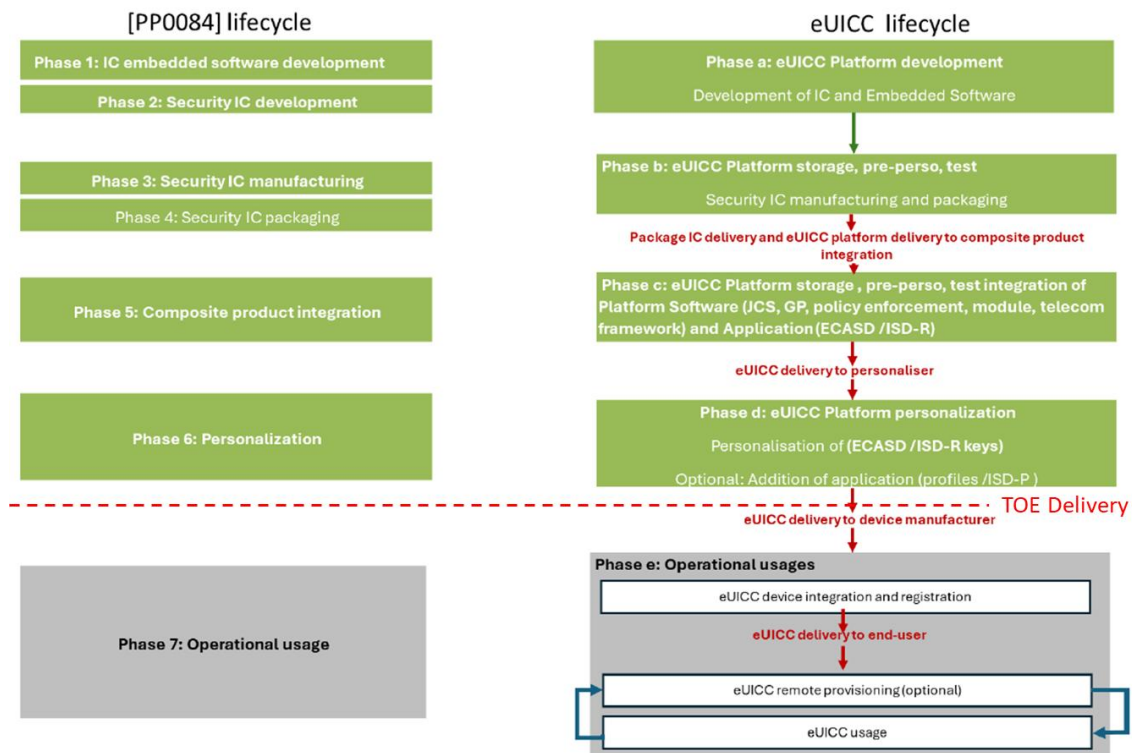 [PP0084] lifecycle
Phase 1: IC embedded software development
Phase 2: Security IC development
Phase 3: Security IC manufacturing
Phase 4: Security IC packaging
Phase 5: Composite product integration
Phase 6: Personalization
Phase 7: Operational usage
eUICC lifecycle
Phase a: eUICC Platform development
Development of IC and Embedded Software
Phase b: eUICC Platform storage, pre-perso, test
Security IC manufacturing and packaging
Package IC delivery and eUICC platform delivery to composite product
integration
Phase c: eUICC Platform storage , pre-perso, test integration of
Platform Software (JCS, GP, policy enforcement, module, telecom
framework) and Application (ECASD /ISD-R)
eUICC delivery to personaliser
Phase d: eUICC Platform personalization
Personalisation of (ECASD /ISD-R keys)
Optional: Addition of application (profiles /ISD-P )
TOE Delivery
eUICC delivery to device manufacturer
Phase e: Operational usages
eUICC device integration and registration
eUICC delivery to end-user
eUICC remote provisioning (optional)
eUICC usage